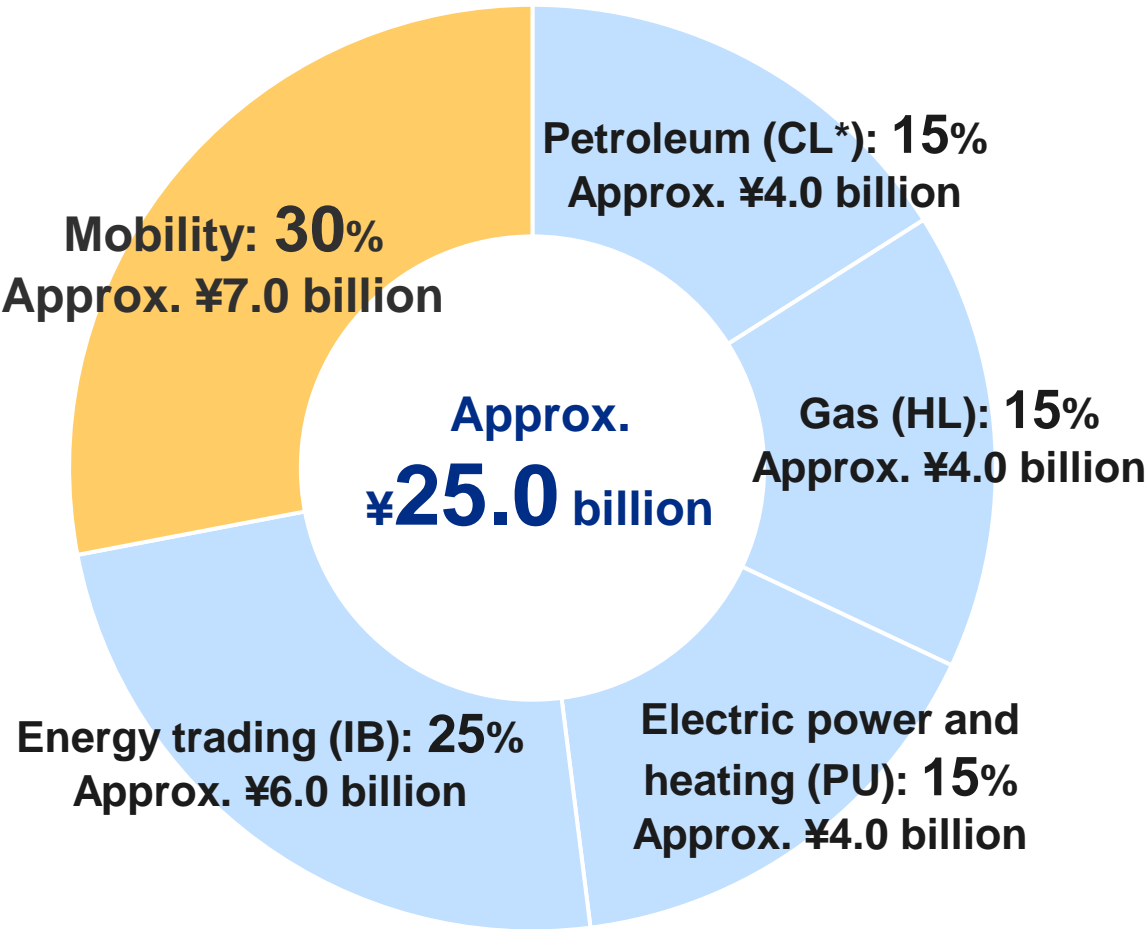 Petroleum (CL*): 15%
Approx. ¥4.0 billion
Mobility: 30%
Approx. ¥7.0 billion
Approx.
¥25.0 billion
Gas (HL): 15%
Approx. ¥4.0 billion
Energy trading (IB): 25%
Approx. ¥6.0 billion
Electric power and
heating (PU): 15%
Approx. ¥4.0 billion